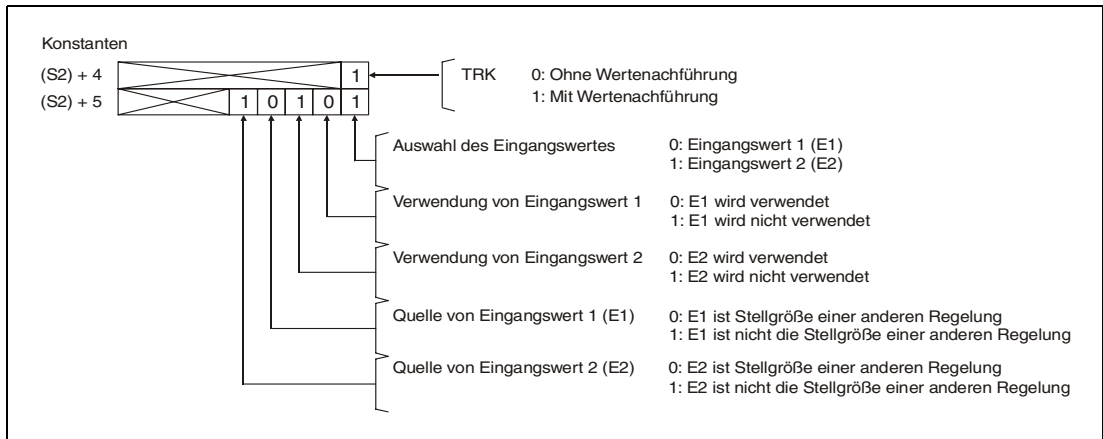 Konstanten
(S2) + 4 1 TRK 0: Ohne Wertenachführung
1: Mit Wertenachführung
(S2) + 5 1 0 1 0 1
Auswahl des Eingangswertes 0: Eingangswert 1 (E1)
1: Eingangswert 2 (E2)
Verwendung von Eingangswert 1 0: E1 wird verwendet
1: E1 wird nicht verwendet
Verwendung von Eingangswert 2 0: E2 wird verwendet
1: E2 wird nicht verwendet
Quelle von Eingangswert 1 (E1) 0: E1 ist Stellgröße einer anderen Regelung
1: E1 ist nicht die Stellgröße einer anderen Regelung
Quelle von Eingangswert 2 (E2) 0: E2 ist Stellgröße einer anderen Regelung
1: E2 ist nicht die Stellgröße einer anderen Regelung